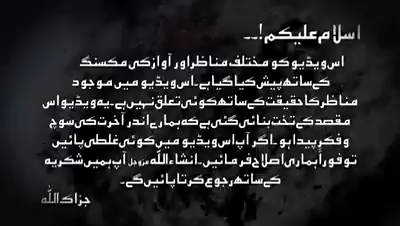 اسلام علیکم!۔۔
اس ویڈیو کو مختلف مناظر اور آواز کی مکسنگ
کے ساتھ پیش کیا گیا ہے۔ اس ویڈیو میں موجود
مناظر کا حقیقت کے ساتھ کوئی تعلق نہیں ہے۔ یہ ویڈیو اس
مقصد کے تحت بنائی گئی ہے کہ ہمارے اندر آخرت کی سوچ
و فکر پیدا ہو۔ اگر آپ اس ویڈیو میں کوئی غلطی پائیں
تو فوراً ہماری اصلاح فرمائیں۔ انشاءاللہ عزوجل آپ ہمیں شکریہ
کے ساتھ رجوع کرتا پائیں گے۔
جزاک اللہ